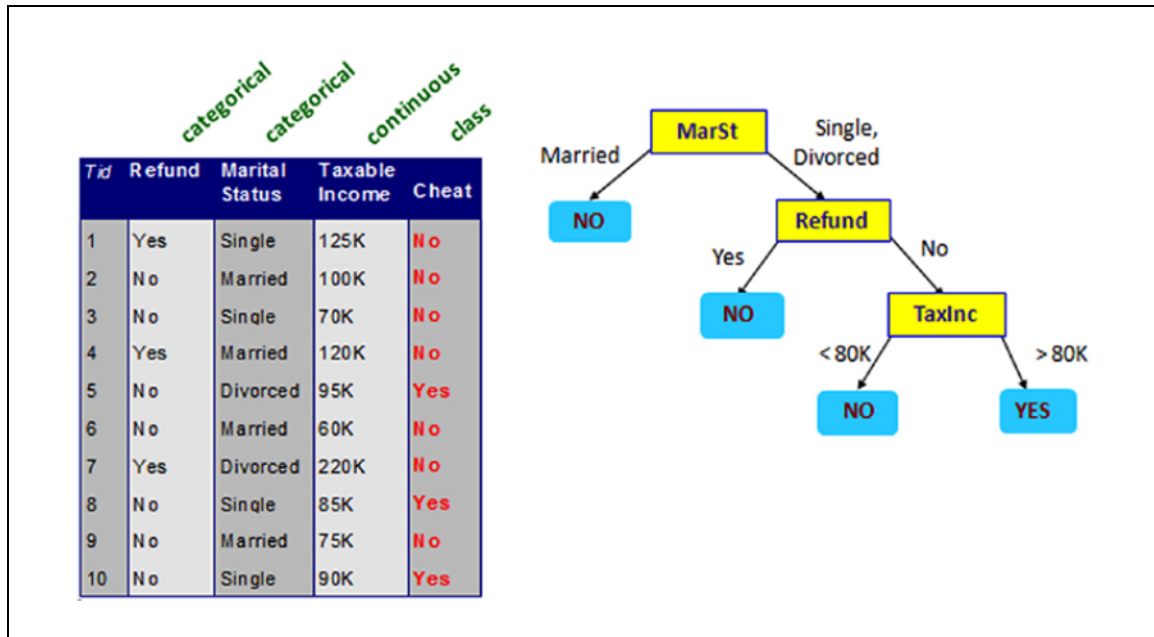 categorical
categorical
continuous
class
Tid Refund Marital Status Taxable Income Cheat
1 Yes Single 125K No
2 No Married 100K No
3 No Single 70K No
4 Yes Married 120K No
5 No Divorced 95K Yes
6 No Married 60K No
7 Yes Divorced 220K No
8 No Single 85K Yes
9 No Married 75K No
10 No Single 90K Yes
MarSt
Married
Single,
Divorced
NO
Refund
Yes
No
NO
TaxInc
< 80K
> 80K
NO
YES